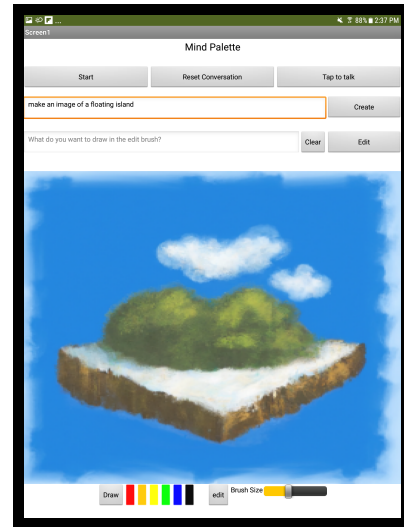 ... 88% 2:37 PM
Screen1
Mind Palette
Start Reset Conversation Tap to talk
make an image of a floating island Create
What do you want to draw in the edit brush? Clear Edit
Draw edit Brush Size